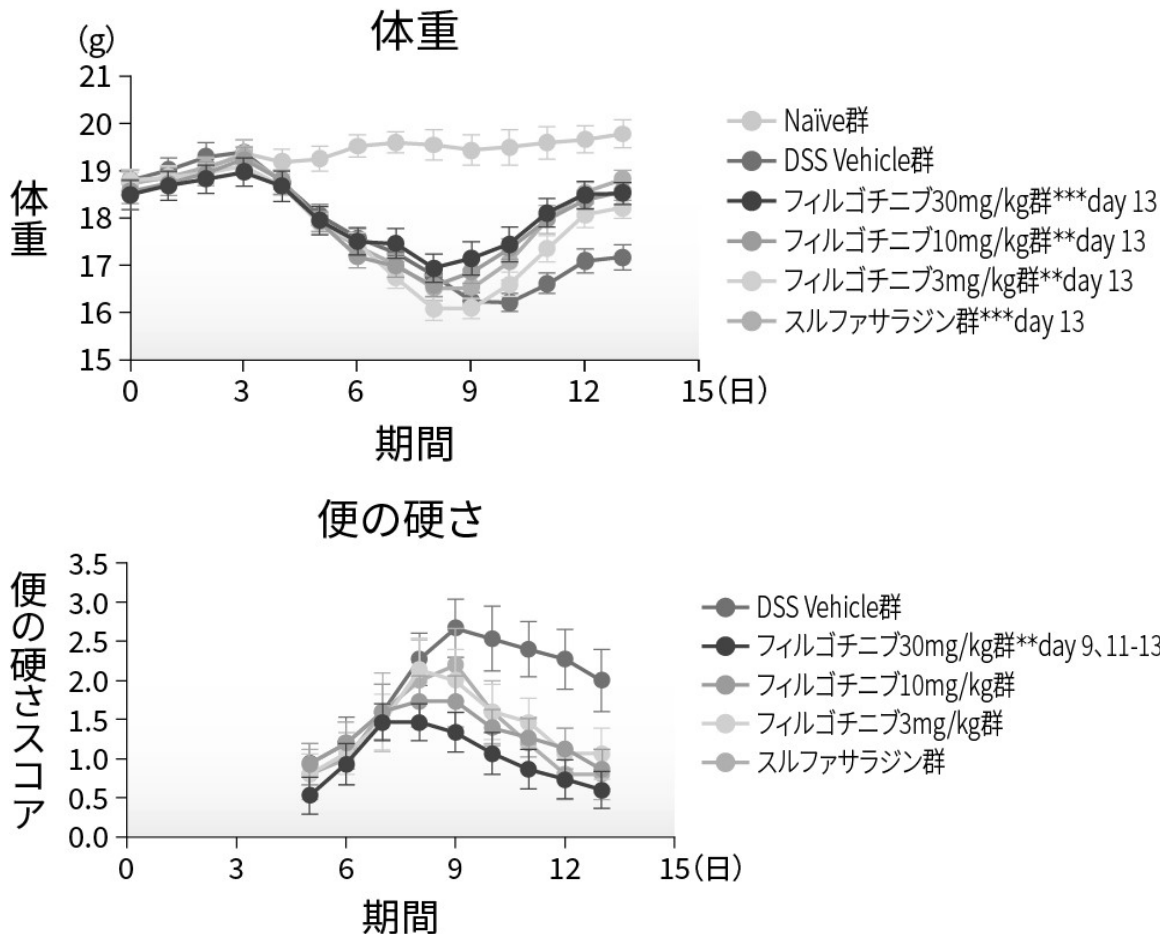 体重
(g)
21
20
19
18
17
16
15
体重
0 3 6 9 12 15(日)
期間
Naïve群
DSS Vehicle群
フィルゴチニブ30mg/kg群***day 13
フィルゴチニブ10mg/kg群**day 13
フィルゴチニブ3mg/kg群**day 13
スルファサラジン群***day 13
便の硬さ
3.5
3.0
2.5
2.0
1.5
1.0
0.5
0.0
便の硬さスコア
0 3 6 9 12 15(日)
期間
DSS Vehicle群
フィルゴチニブ30mg/kg群**day 9、11-13
フィルゴチニブ10mg/kg群
フィルゴチニブ3mg/kg群
スルファサラジン群